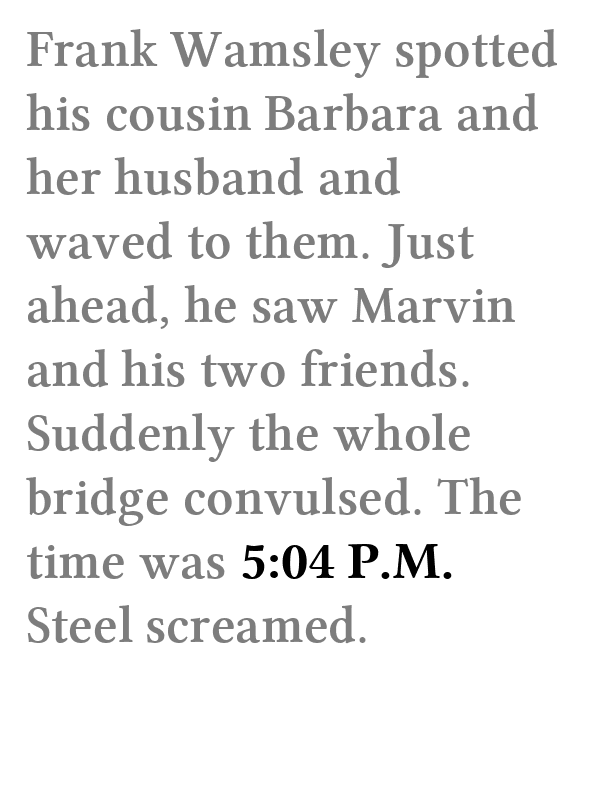 Frank Wamsley spotted
his cousin Barbara and
her husband and
waved to them. Just
ahead, he saw Marvin
and his two friends.
Suddenly the whole
bridge convulsed. The
time was 5:04 P.M.
Steel screamed.